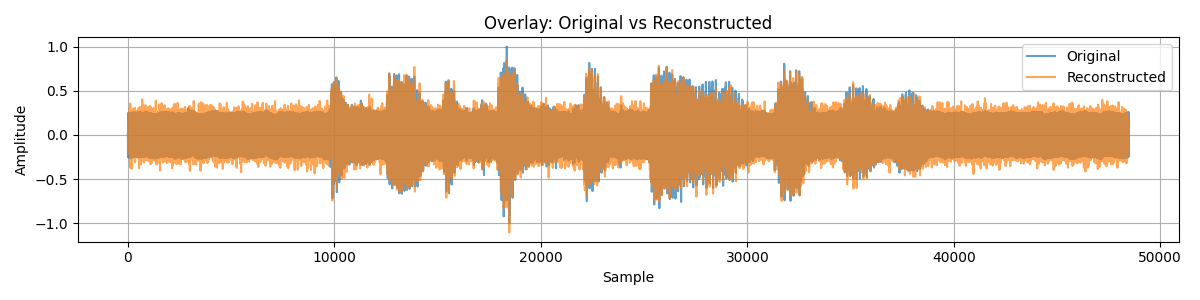 Overlay: Original vs Reconstructed
Original
Reconstructed
1.0
0.5
0.0
−0.5
−1.0
Amplitude
0 10000 20000 30000 40000 50000
Sample